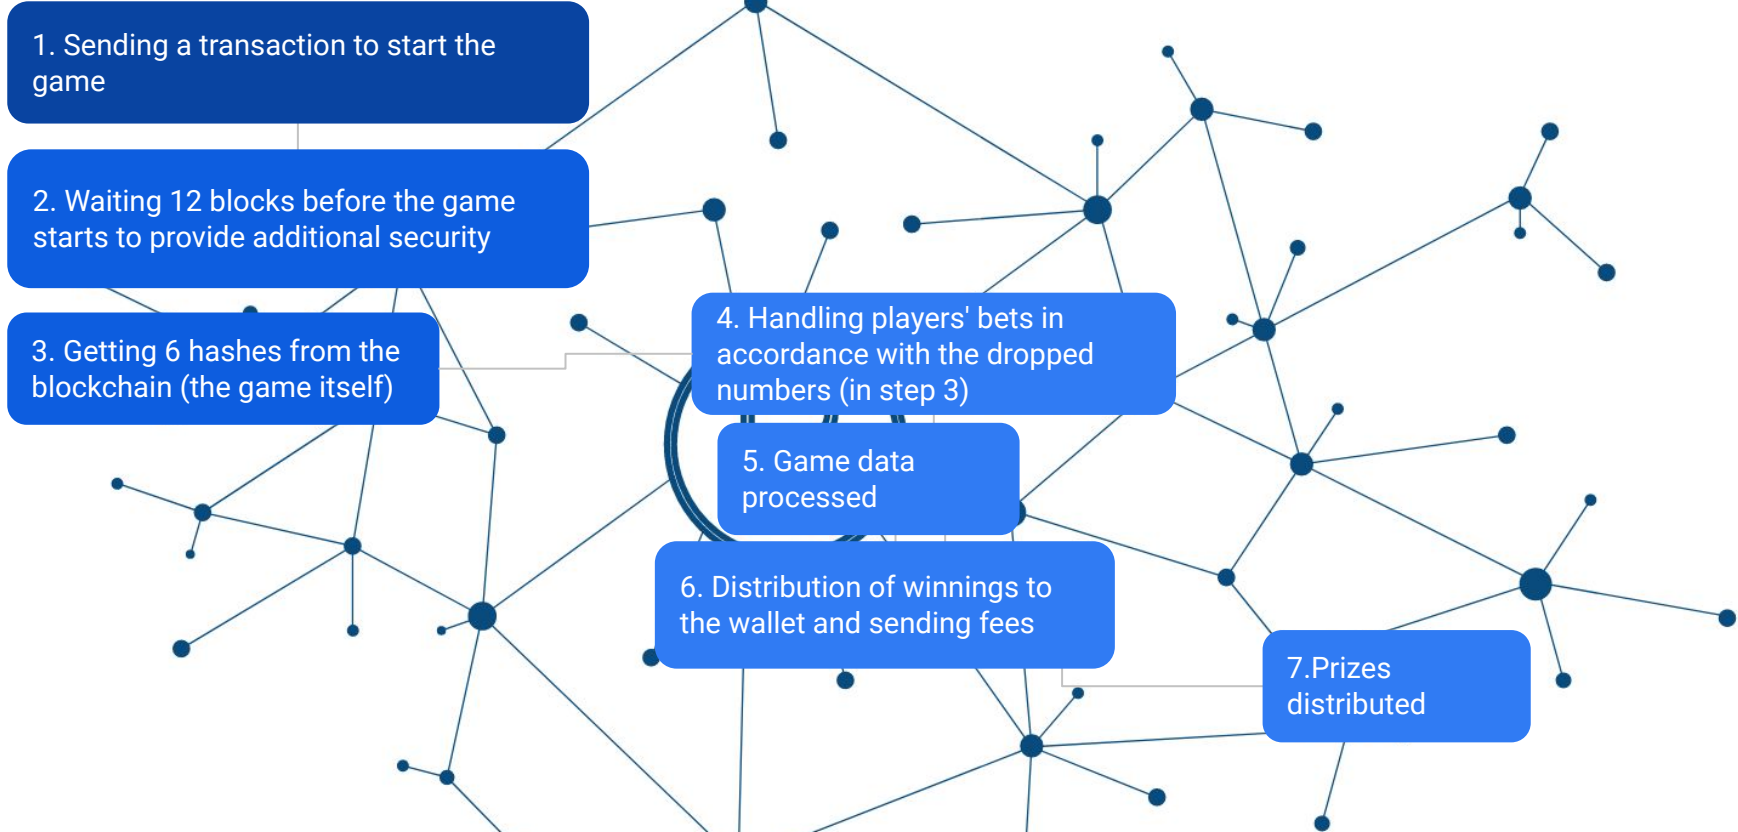 1. Sending a transaction to start the
game
2. Waiting 12 blocks before the game
starts to provide additional security
3. Getting 6 hashes from the
blockchain (the game itself)
4. Handling players' bets in
accordance with the dropped
numbers (in step 3)
5. Game data
processed
6. Distribution of winnings to
the wallet and sending fees
7.Prizes
distributed